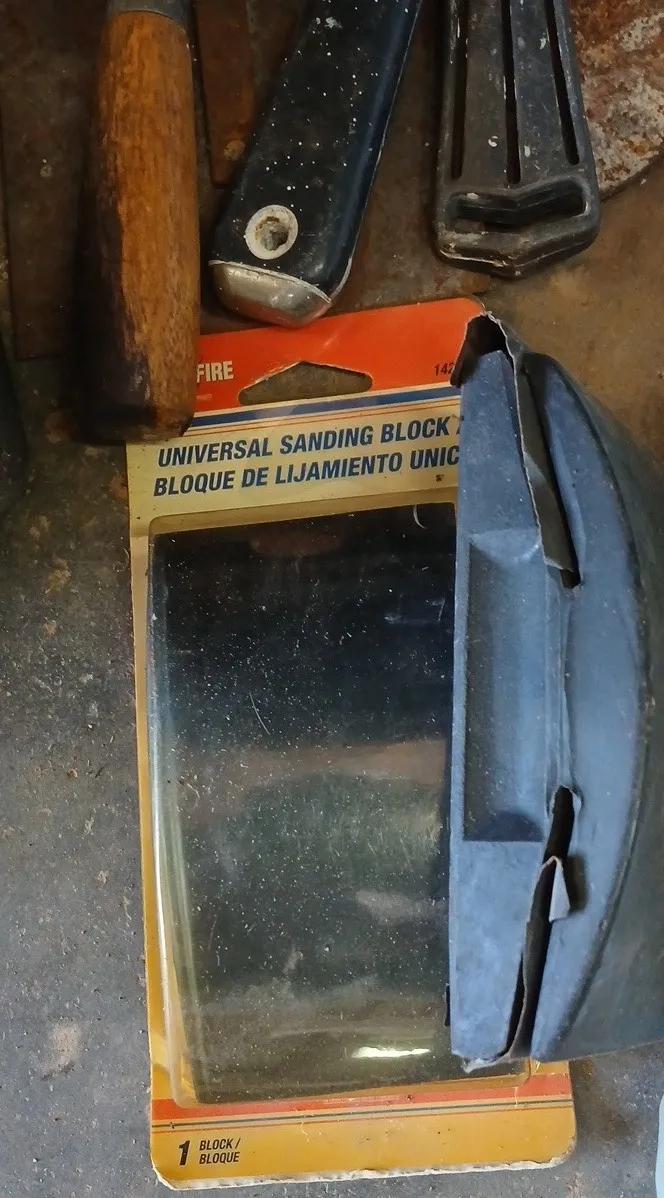 FIRE
142
UNIVERSAL SANDING BLOCK /
BLOQUE DE LIJAMIENTO UNIC
1 BLOCK /
BLOQUE